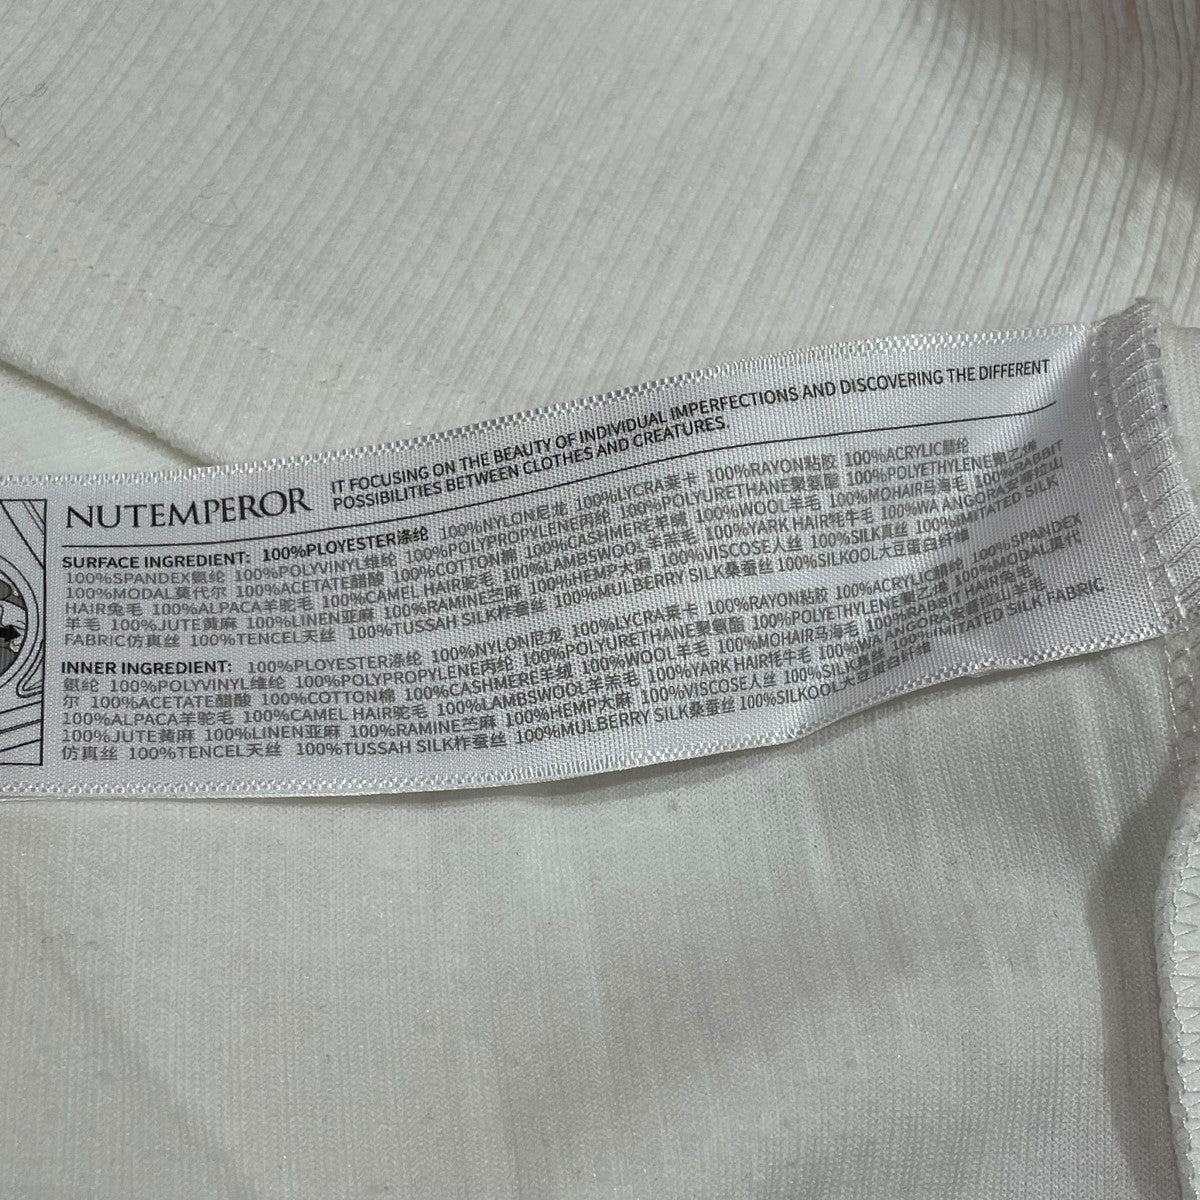 NUTEMPEROR
IT FOCUSING ON THE BEAUTY OF INDIVIDUAL IMPERFECTIONS AND DISCOVERING THE DIFFERENT
POSSIBILITIES BETWEEN CLOTHES AND CREATURES.
SURFACE INGREDIENT: 100%PLOYESTER涤纶 100%NYLON尼龙 100%LYCRA莱卡 100%RAYON粘胶 100%ACRYLIC腈纶
100%SPANDEX氨纶 100%POLYVINYL维纶 100%POLYPROPYLENE丙纶 100%POLYURETHANE聚氨酯 100%POLYETHYLENE氟乙烯
100%MODAL莫代尔 100%ACETATE醋酸 100%COTTON棉 100%CASHMERE羊绒 100%WOOL羊毛 100%MOHAIR马海毛 100%RABBIT
HAIR兔毛 100%ALPACA羊驼毛 100%CAMEL HAIR驼毛 100%LAMBSWOOL羊羔毛 100%YARK HAIR牦牛毛 100%WA ANGORA安哥拉山
羊毛 100%JUTE黄麻 100%LINEN亚麻 100%RAMINE苎麻 100%HEMP大麻 100%VISCOSE人丝 100%SILK真丝 100%IMITATED SILK
FABRIC仿真丝 100%TENCEL天丝 100%TUSSAH SILK柞蚕丝 100%MULBERRY SILK桑蚕丝 100%SILKOOL大豆蛋白纤维
INNER INGREDIENT: 100%PLOYESTER涤纶 100%NYLON尼龙 100%LYCRA莱卡 100%RAYON粘胶 100%ACRYLIC腈纶 100%SPANDEX
氨纶 100%POLYVINYL维纶 100%POLYPROPYLENE丙纶 100%POLYURETHANE聚氨酯 100%POLYETHYLENE氟乙烯 100%MODAL莫代
尔 100%ACETATE醋酸 100%COTTON棉 100%CASHMERE羊绒 100%WOOL羊毛 100%MOHAIR马海毛 100%RABBIT HAIR兔毛
100%ALPACA羊驼毛 100%CAMEL HAIR驼毛 100%LAMBSWOOL羊羔毛 100%YARK HAIR牦牛毛 100%WA ANGORA安哥拉山羊毛
100%JUTE黄麻 100%LINEN亚麻 100%RAMINE苎麻 100%HEMP大麻 100%VISCOSE人丝 100%SILK真丝 100%IMITATED SILK FABRIC
仿真丝 100%TENCEL天丝 100%TUSSAH SILK柞蚕丝 100%MULBERRY SILK桑蚕丝 100%SILKOOL大豆蛋白纤维